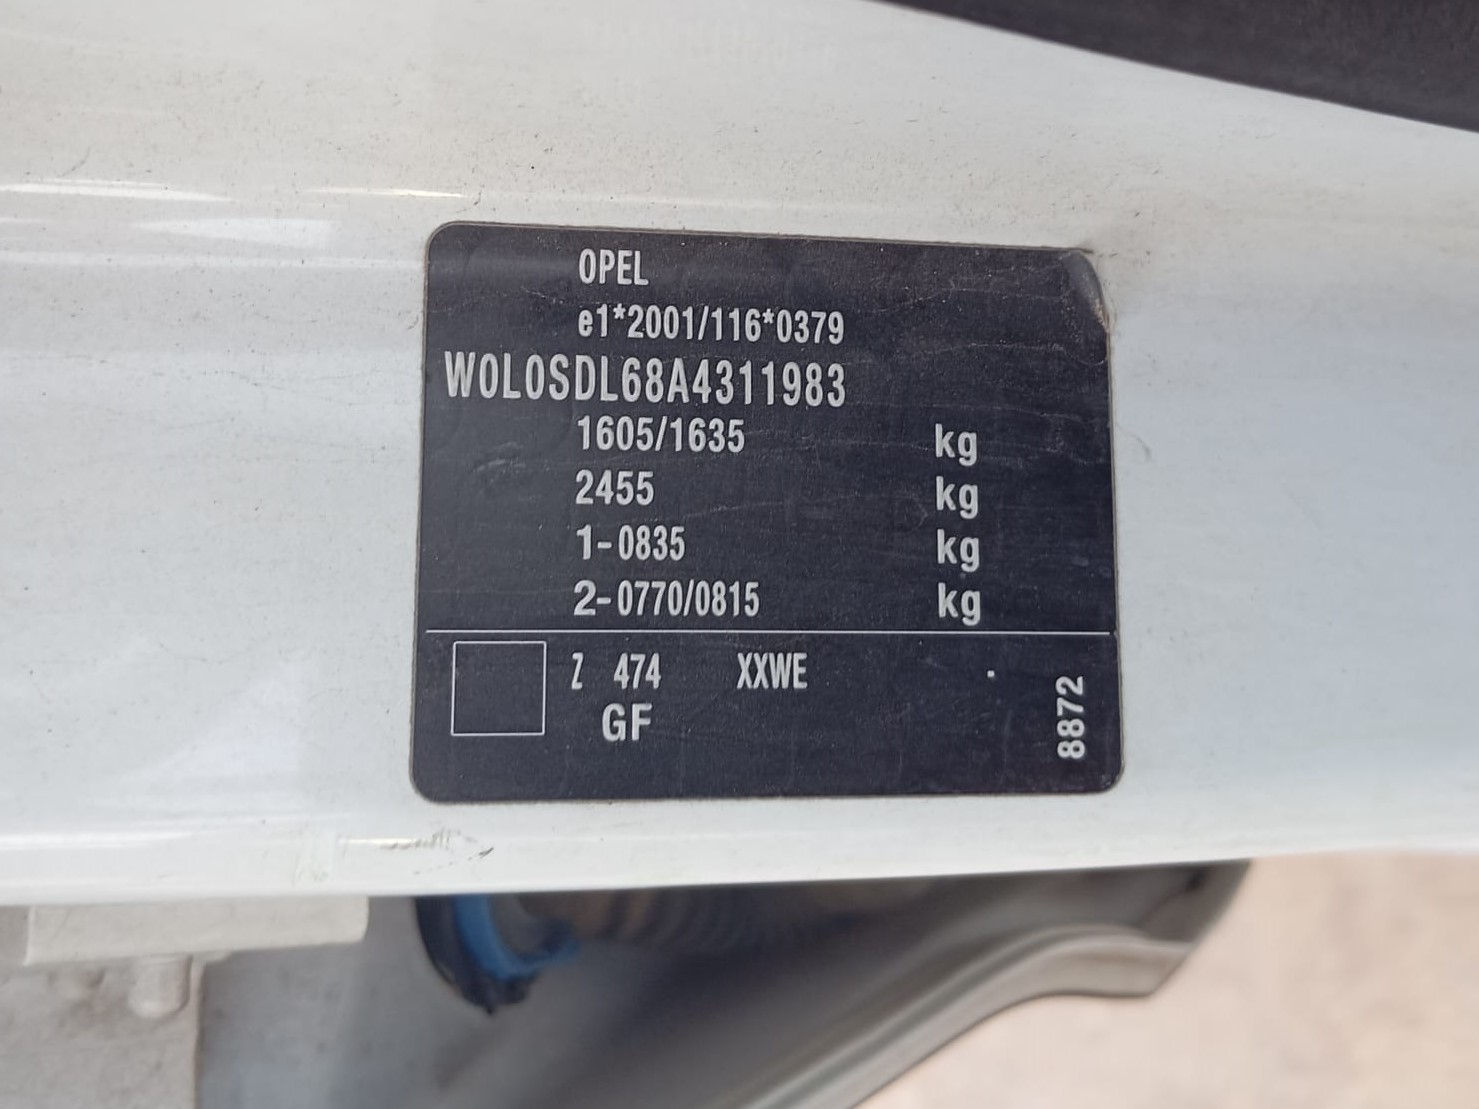 OPEL
e1*2001/116*0379
W0L0SDL68A4311983
1605/1635 kg
2455 kg
1-0835 kg
2-0770/0815 kg
Z 474 XXWE .
GF
8872